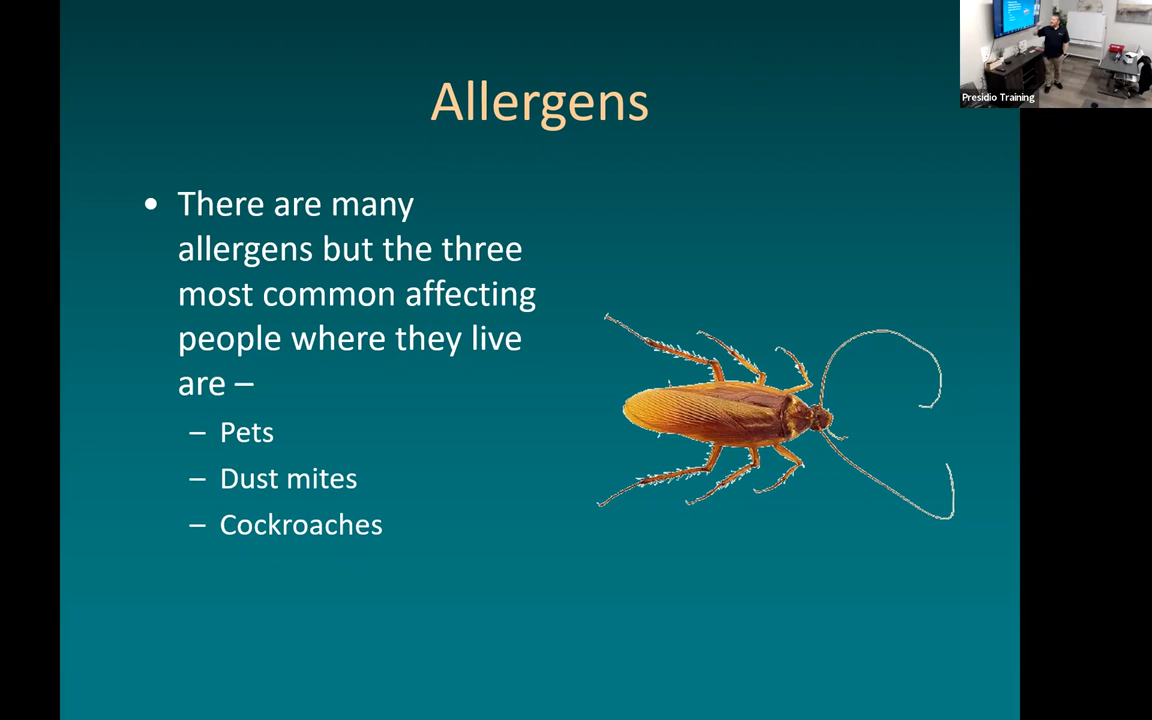 Allergens
• There are many
allergens but the three
most common affecting
people where they live
are –
– Pets
– Dust mites
– Cockroaches
Presidio Training